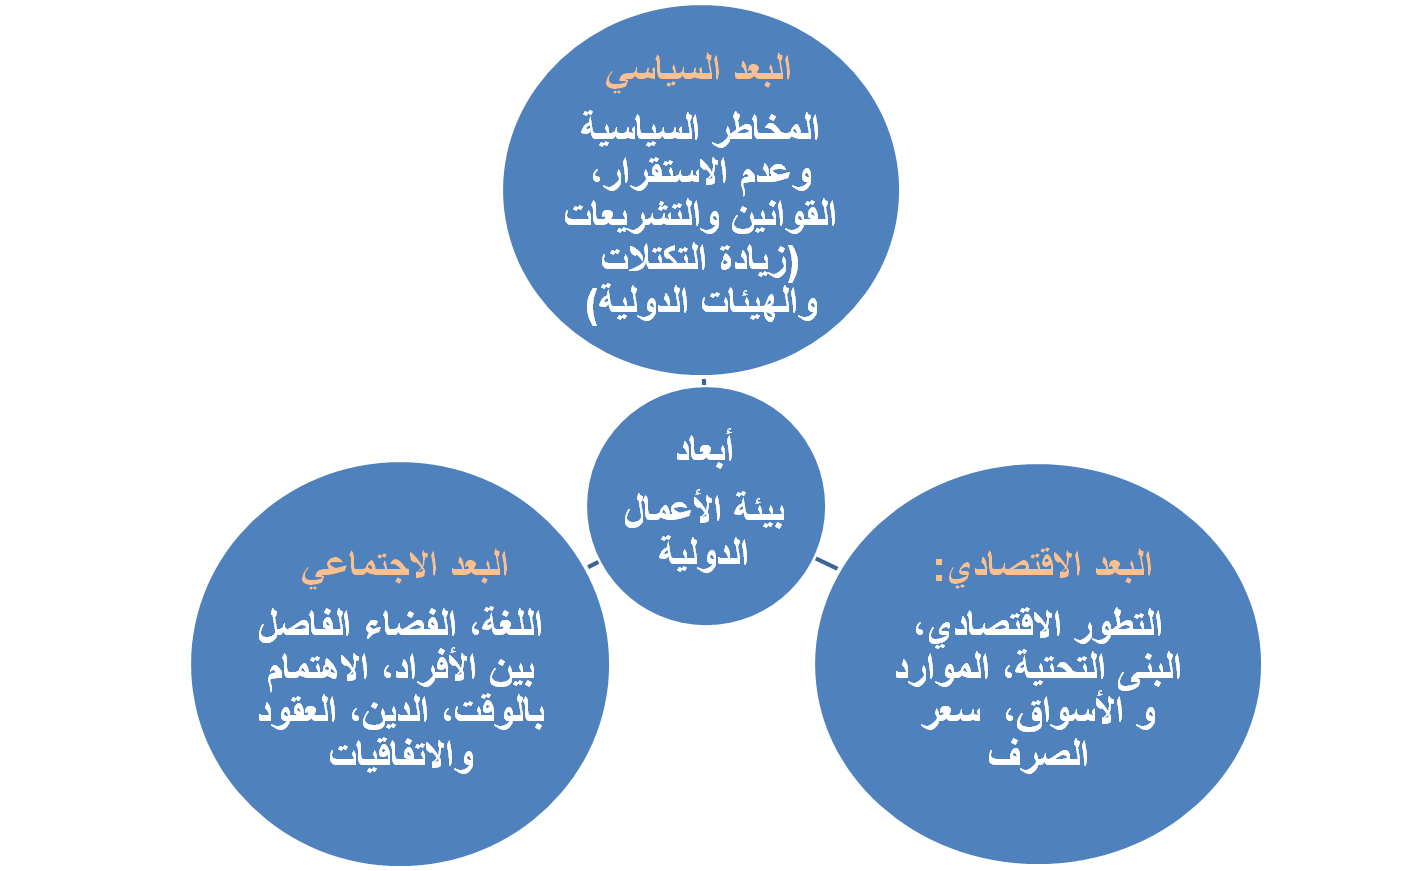 البعد السياسي
المخاطر السياسية
وعدم الاستقرار،
القوانين والتشريعات
(زيادة التكتلات
والهيئات الدولية)
أبعاد
بيئة الأعمال
الدولية
البعد الاقتصادي:
التطور الاقتصادي،
البنى التحتية، الموارد
و الأسواق، سعر
الصرف
البعد الاجتماعي
اللغة، الفضاء الفاصل
بين الأفراد، الاهتمام
بالوقت، الدين، العقود
والاتفاقيات